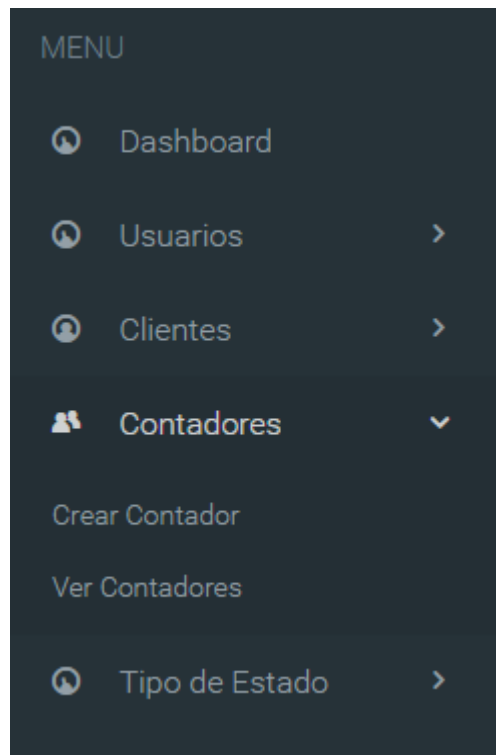 MENU
Dashboard
Usuarios
Clientes
Contadores
Crear Contador
Ver Contadores
Tipo de Estado